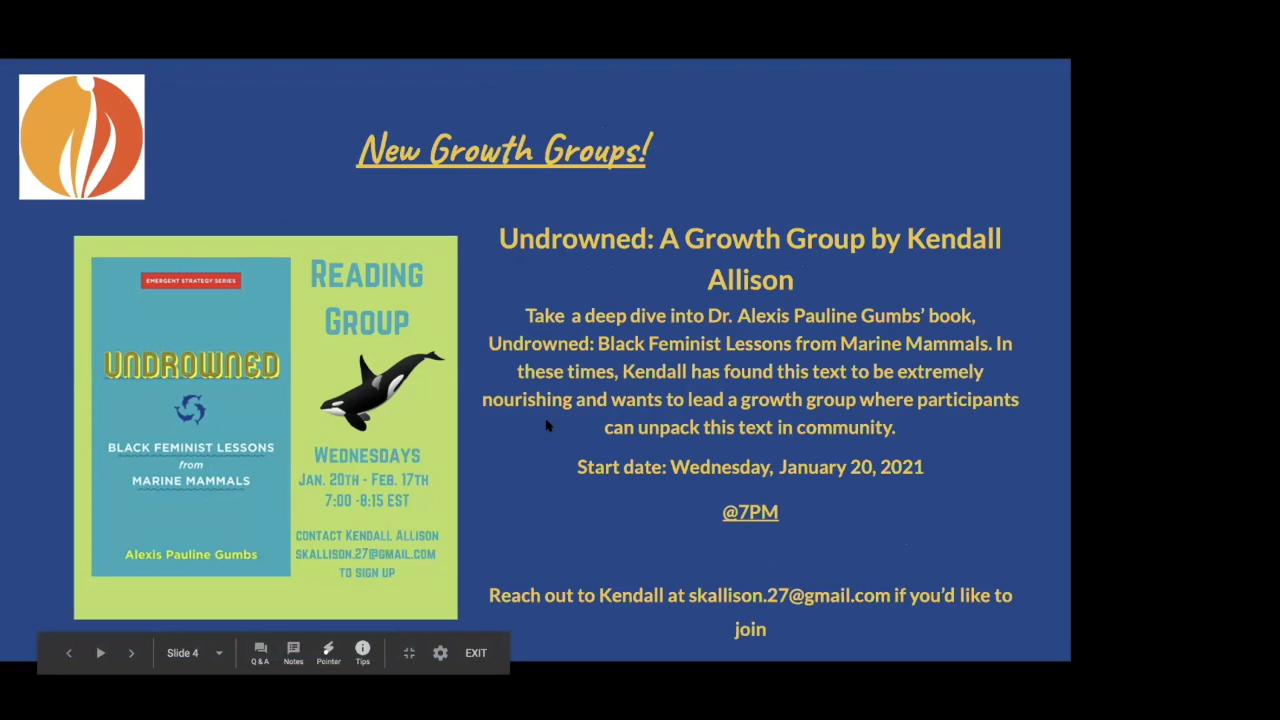 New Growth Groups!
EMERGENT STRATEGY SERIES
UNDROWNED
BLACK FEMINIST LESSONS
from
MARINE MAMMALS
Alexis Pauline Gumbs
READING
GROUP
WEDNESDAYS
JAN. 20TH - FEB. 17TH
7:00 -8:15 EST
CONTACT KENDALL ALLISON
SKALLISON.27@GMAIL.COM
TO SIGN UP
Undrowned: A Growth Group by Kendall
Allison
Take a deep dive into Dr. Alexis Pauline Gumbs' book,
Undrowned: Black Feminist Lessons from Marine Mammals. In
these times, Kendall has found this text to be extremely
nourishing and wants to lead a growth group where participants
can unpack this text in community.
Start date: Wednesday, January 20, 2021
@7PM
Reach out to Kendall at skallison.27@gmail.com if you'd like to
join
Slide 4
Q & A
Notes
Pointer
Tips
EXIT